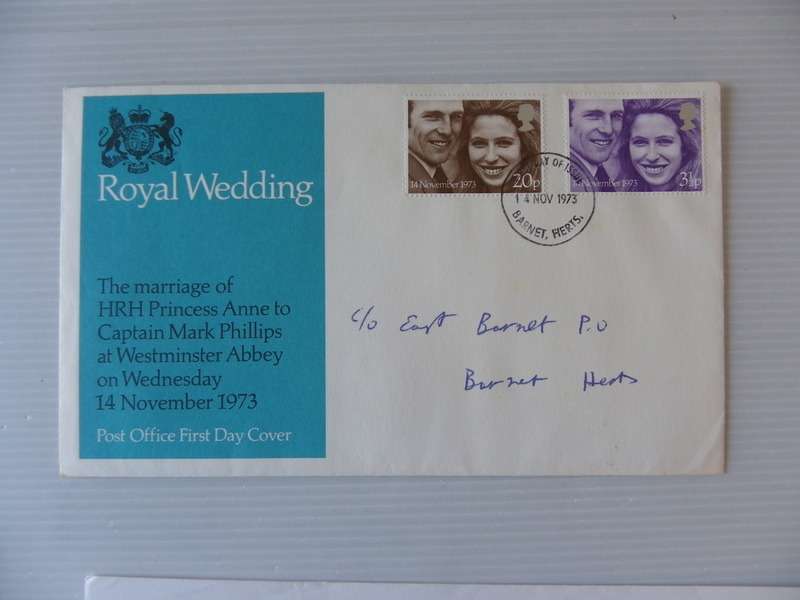 Royal Wedding
The marriage of
HRH Princess Anne to
Captain Mark Phillips
at Westminster Abbey
on Wednesday
14 November 1973
Post Office First Day Cover
14 November 1973 20p
14 November 1973 3½p
DAY OF ISSUE
14 NOV 1973
BARNET, HERTS.
c/o East Barnet P.O
Barnet Herts